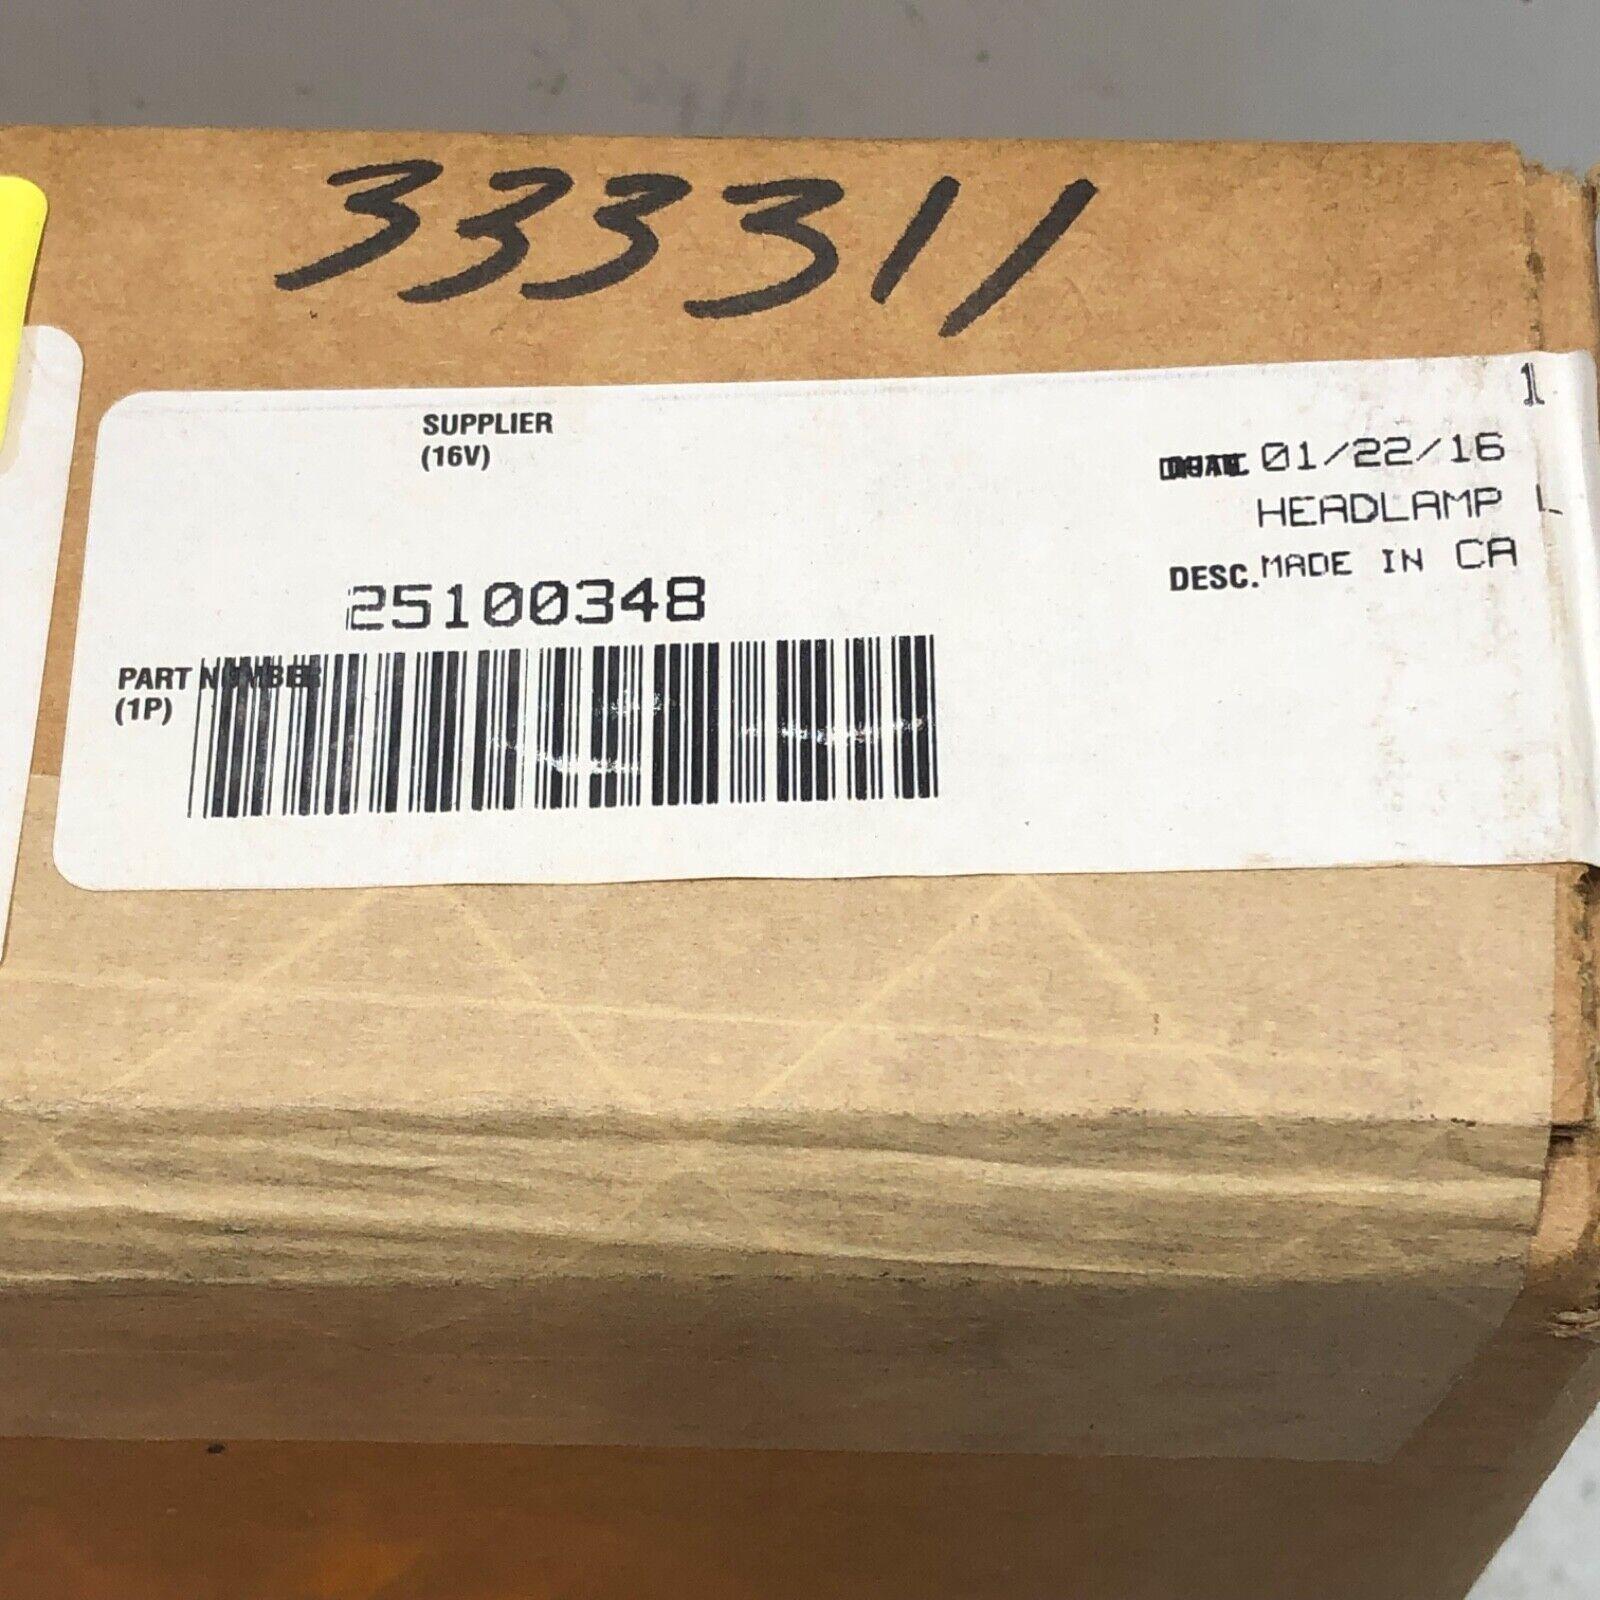 333311
1
SUPPLIER
(16V)
01/22/16
HEADLAMP L
DESC. MADE IN CA
25100348
PART NUMBER
(1P)